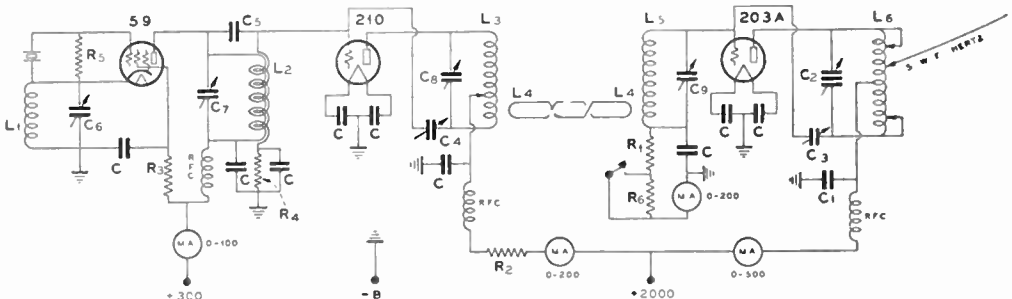 59
C5
210
L3
L5
203A
L6
R5
L2
C8
C9
C2
S W F HERTZ
C7
L4
L4
L1
C6
C
R3
RFC
C
C
R4
C
C
C4
C
R1
C
C
C
C3
R6
MA
0-200
C1
RFC
RFC
MA
0-100
R2
MA
0-200
MA
0-500
+300
-B
+2000